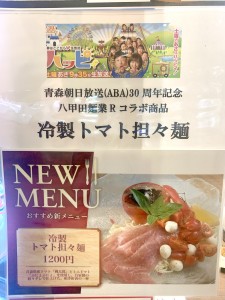 ハッピィ
青森朝日放送(ABA)30周年記念
八甲田麺業Rコラボ商品
冷製トマト担々麺
NEW
MENU
おすすめ新メニュー
冷製
トマト担々麺
1200円